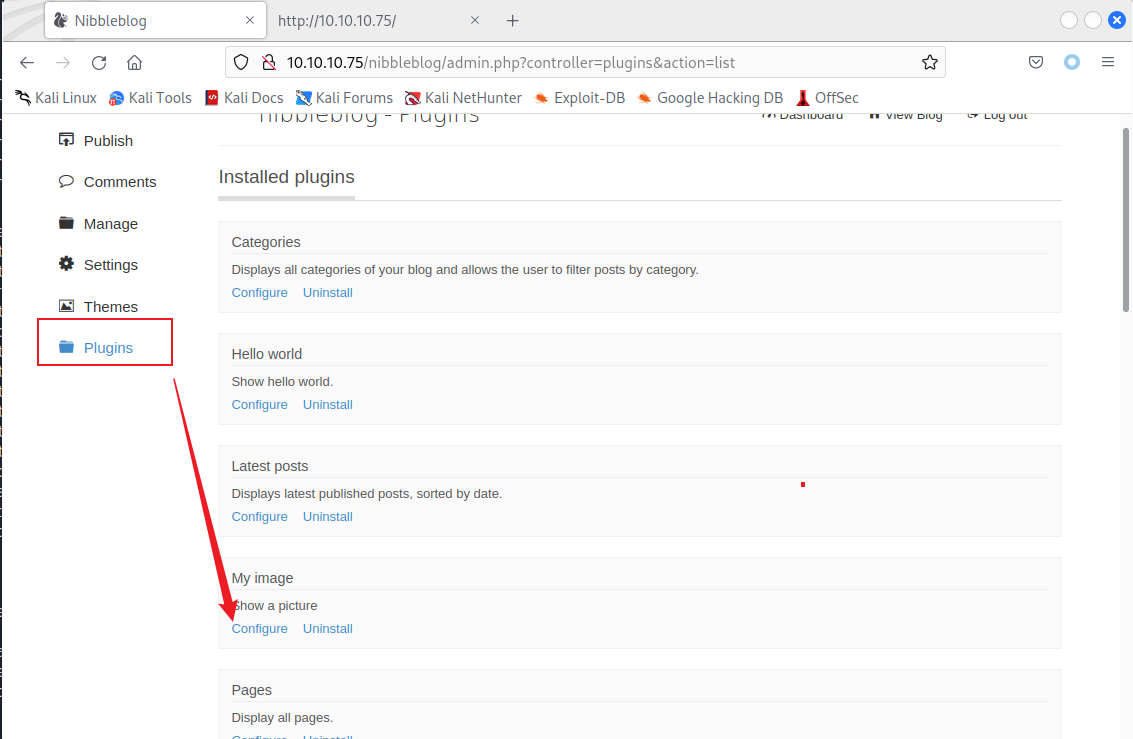 Nibbleblog
http://10.10.10.75/
10.10.10.75/nibbleblog/admin.php?controller=plugins&action=list
Kali Linux Kali Tools Kali Docs Kali Forums Kali NetHunter Exploit-DB Google Hacking DB OffSec
nibbleblog - Plugins
Dashboard View Blog Log out
Publish
Comments
Manage
Settings
Themes
Plugins
Installed plugins
Categories
Displays all categories of your blog and allows the user to filter posts by category.
Configure Uninstall
Hello world
Show hello world.
Configure Uninstall
Latest posts
Displays latest published posts, sorted by date.
Configure Uninstall
My image
Show a picture
Configure Uninstall
Pages
Display all pages.
Configure Uninstall